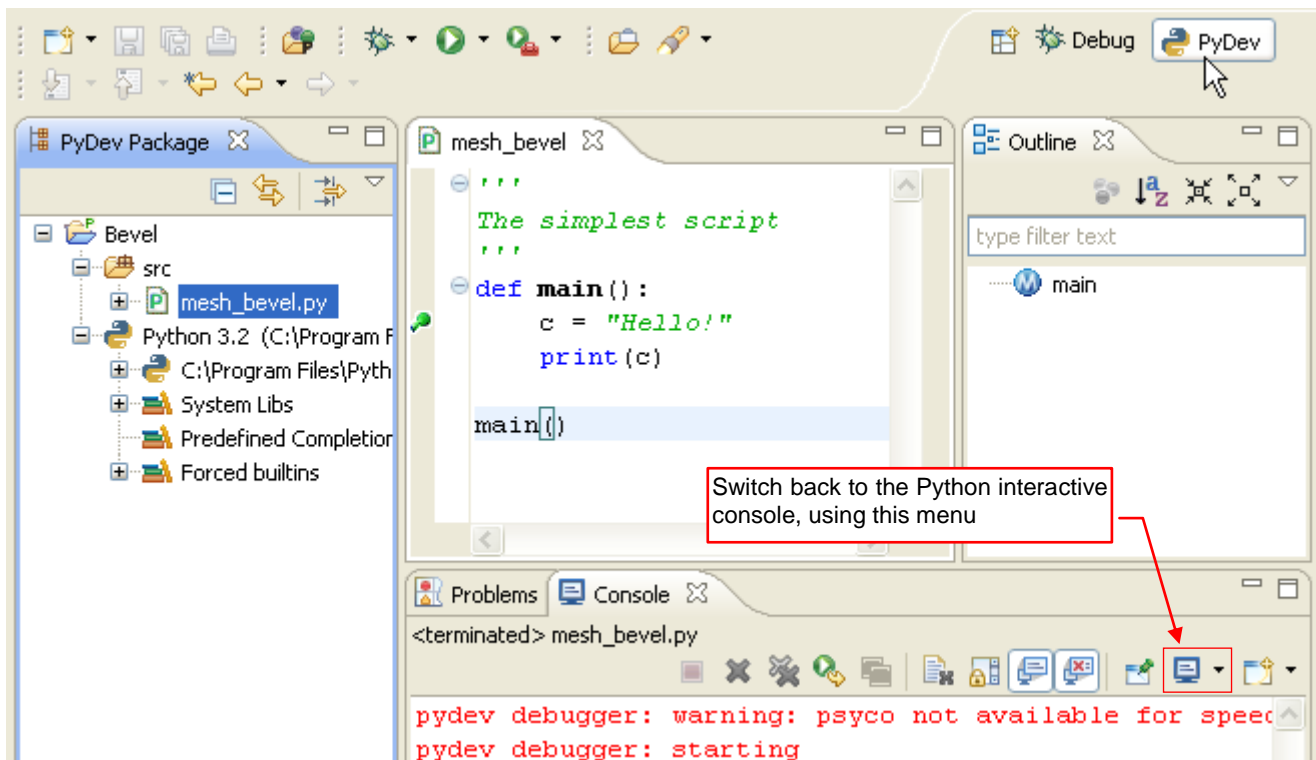 Debug
PyDev
PyDev Package
mesh_bevel
Outline
'''
The simplest script
'''
def main():
c = "Hello!"
print(c)
main()
Bevel
src
mesh_bevel.py
Python 3.2 (C:\Program F
C:\Program Files\Pyth
System Libs
Predefined Completior
Forced builtins
type filter text
main
Switch back to the Python interactive
console, using this menu
Problems
Console
<terminated> mesh_bevel.py
pydev debugger: warning: psyco not available for speed
pydev debugger: starting